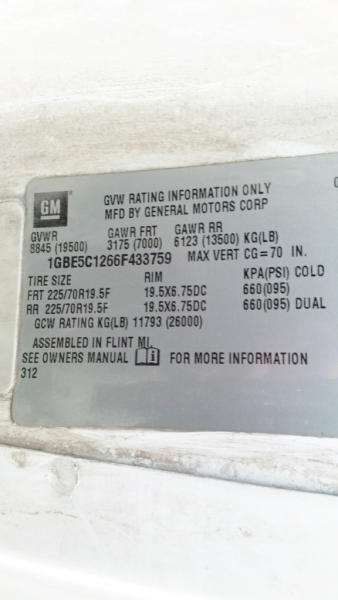 GM
GVW RATING INFORMATION ONLY
MFD BY GENERAL MOTORS CORP
GVWR GAWR FRT GAWR RR
8845 (19500) 3175 (7000) 6123 (13500) KG(LB)
1GBE5C1266F433759 MAX VERT CG=70 IN.
TIRE SIZE RIM KPA(PSI) COLD
FRT 225/70R19.5F 19.5X6.75DC 660(095)
RR 225/70R19.5F 19.5X6.75DC 660(095) DUAL
GCW RATING KG(LB) 11793 (26000)
ASSEMBLED IN FLINT MI.
SEE OWNERS MANUAL i FOR MORE INFORMATION
312